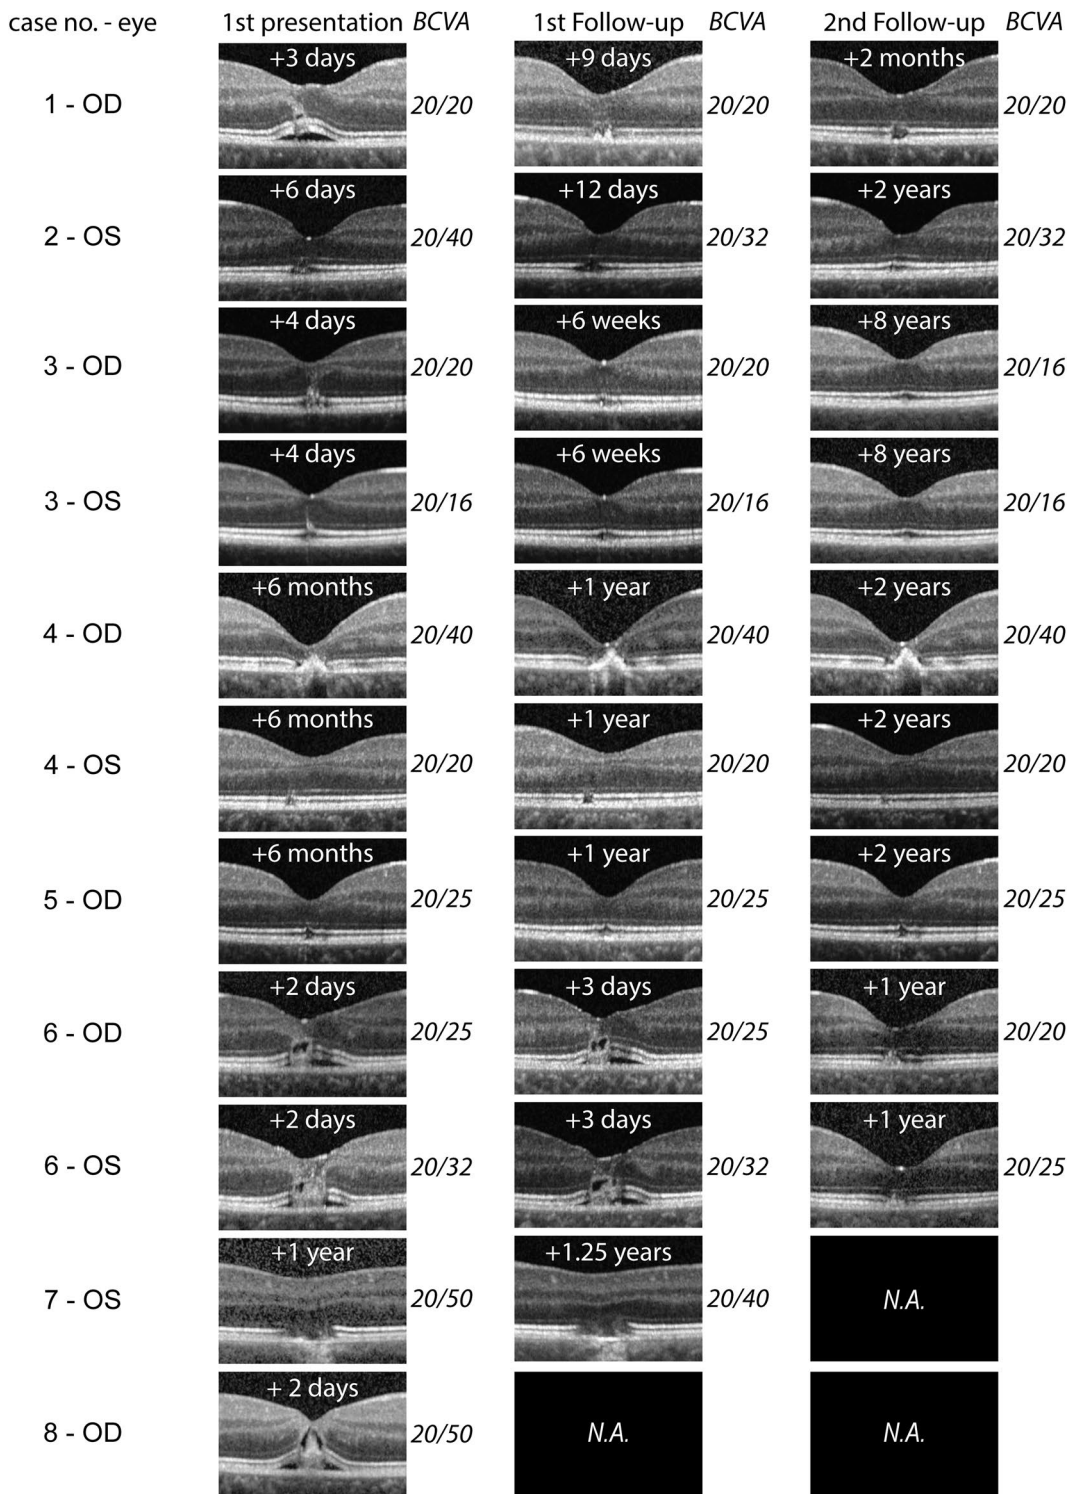 case no. - eye 1st presentation BCVA 1st Follow-up BCVA 2nd Follow-up BCVA
+3 days +9 days +2 months
1 - OD 20/20 20/20 20/20
+6 days +12 days +2 years
2 - OS 20/40 20/32 20/32
+4 days +6 weeks +8 years
3 - OD 20/20 20/20 20/16
+4 days +6 weeks +8 years
3 - OS 20/16 20/16 20/16
+6 months +1 year +2 years
4 - OD 20/40 20/40 20/40
+6 months +1 year +2 years
4 - OS 20/20 20/20 20/20
+6 months +1 year +2 years
5 - OD 20/25 20/25 20/25
+2 days +3 days +1 year
6 - OD 20/25 20/25 20/20
+2 days +3 days +1 year
6 - OS 20/32 20/32 20/25
+1 year +1.25 years
7 - OS 20/50 20/40 N.A.
+ 2 days
8 - OD 20/50 N.A. N.A.